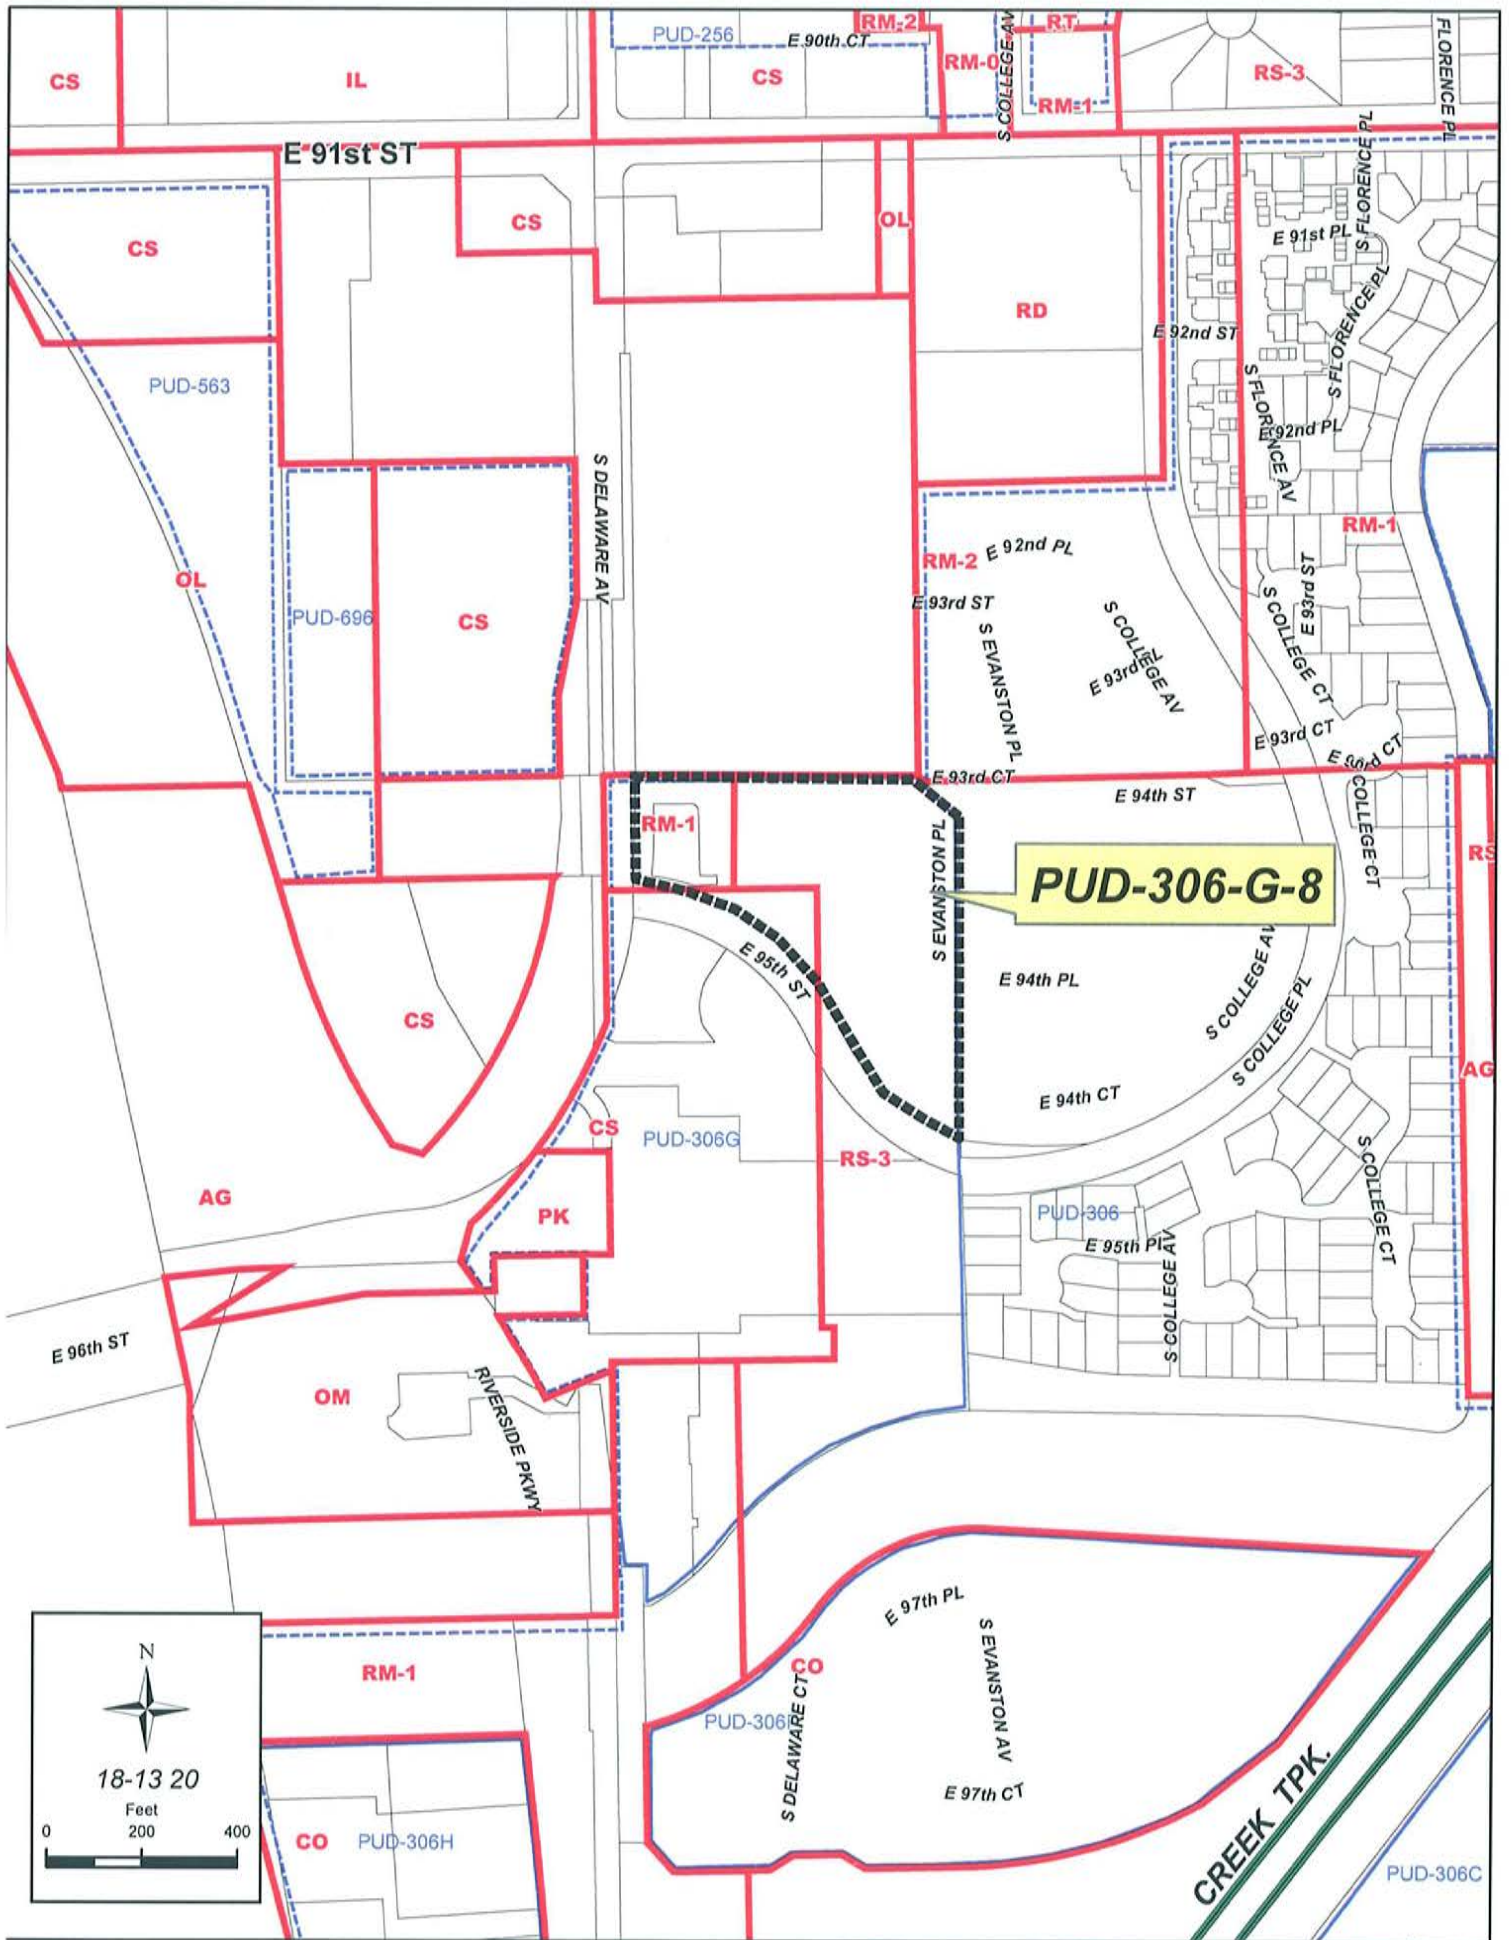 PUD-256
E 90th CT
RM-2
S COLLEGE AV
RT
FLORENCE PL
CS
IL
CS
RM-0
RM-1
RS-3
E 91st ST
S FLORENCE PL
CS
CS
OL
E 91st PL
RD
S FLORENCE PL
E 92nd ST
PUD-563
S FLORENCE AV
E 92nd PL
S DELAWARE AV
RM-1
OL
PUD-696
CS
RM-2
E 92nd PL
E 93rd ST
S EVANSTON PL
S COLLEGE AV
E 93rd PL
S COLLEGE CT
E 93rd ST
E 93rd CT
E 93rd CT
E 94th ST
RM-1
S EVANSTON PL
S COLLEGE CT
RS
PUD-306-G-8
E 95th ST
E 94th PL
S COLLEGE AV
S COLLEGE PL
CS
E 94th CT
AG
CS
PUD-306G
RS-3
S COLLEGE CT
AG
PK
PUD-306
E 95th PL
S COLLEGE AV
E 96th ST
OM
RIVERSIDE PKWY
E 97th PL
S EVANSTON AV
N
RM-1
CO
PUD-306
S DELAWARE CT
18-13 20
Feet
0 200 400
E 97th CT
CREEK TPK.
CO
PUD-306H
PUD-306C